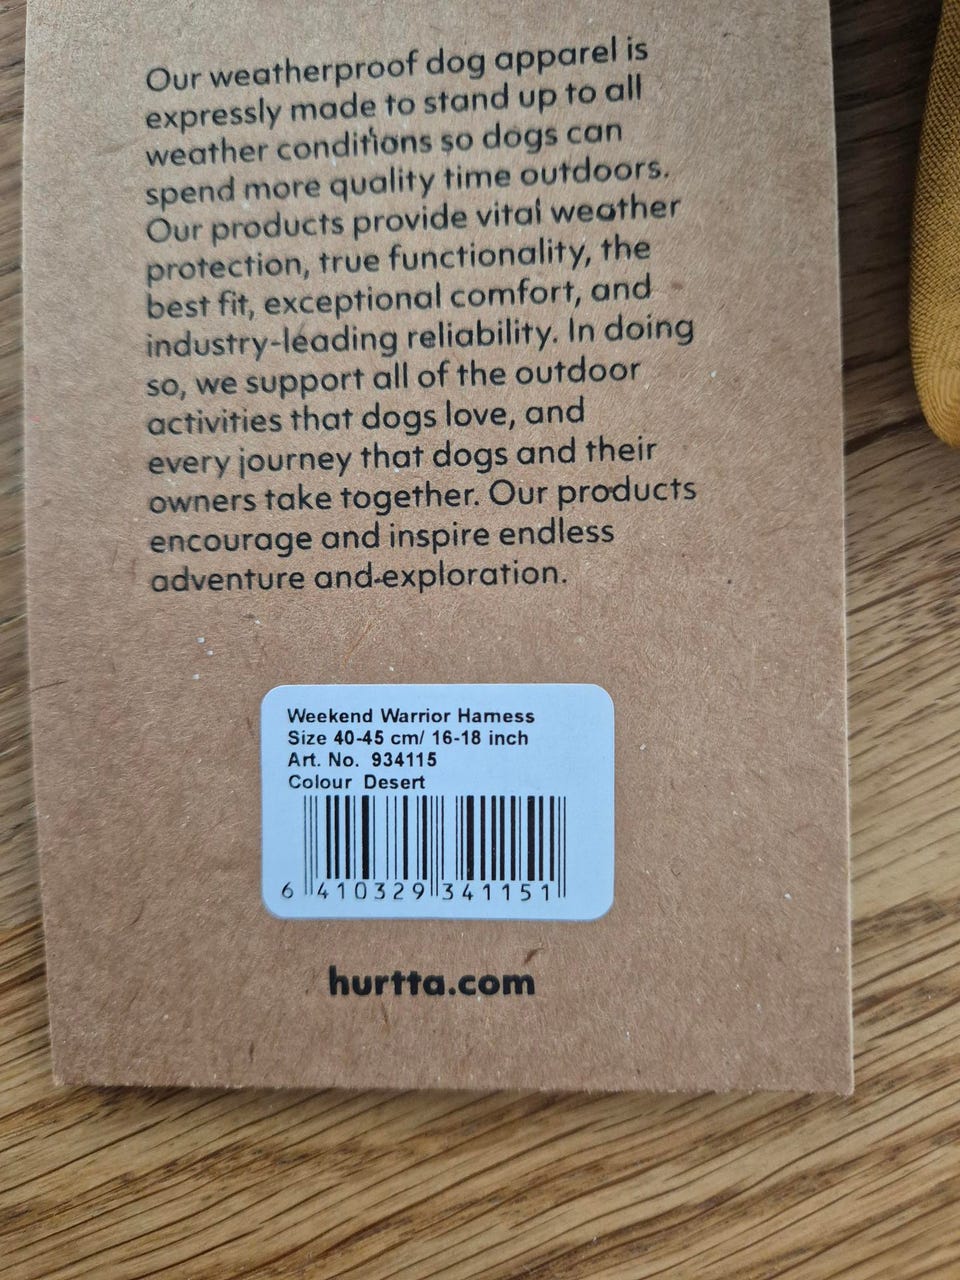 Our weatherproof dog apparel is
expressly made to stand up to all
weather conditions so dogs can
spend more quality time outdoors.
Our products provide vital weather
protection, true functionality, the
best fit, exceptional comfort, and
industry-leading reliability. In doing
so, we support all of the outdoor
activities that dogs love, and
every journey that dogs and their
owners take together. Our products
encourage and inspire endless
adventure and exploration.
Weekend Warrior Harness
Size 40-45 cm/ 16-18 inch
Art. No. 934115
Colour Desert
6 410329 341151
hurtta.com